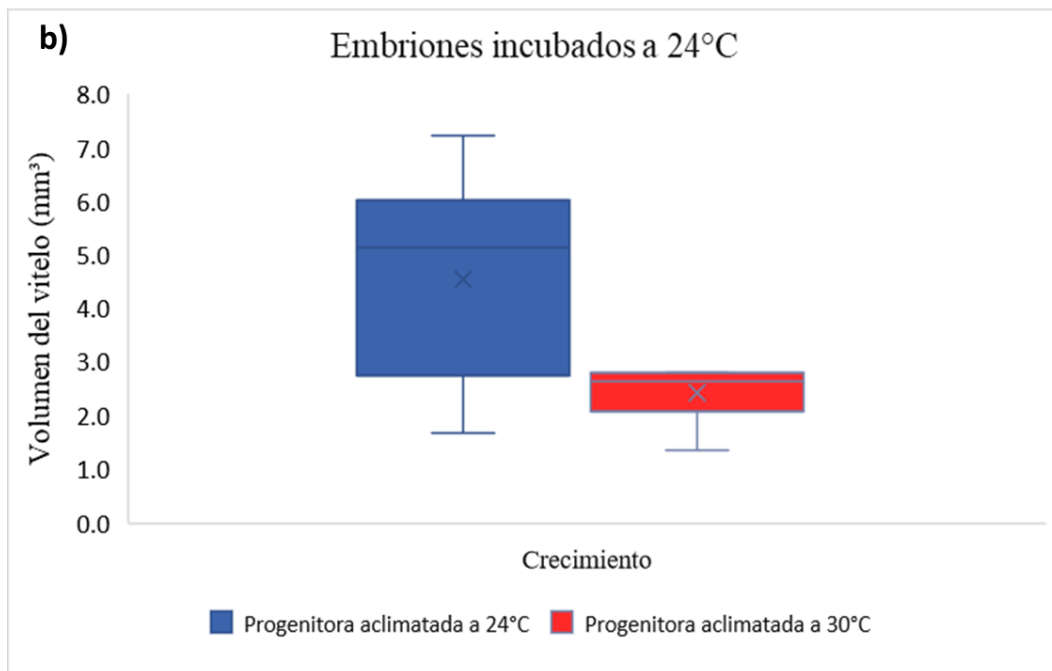 b)
Embriones incubados a 24°C
8.0
7.0
6.0
5.0
4.0
3.0
2.0
1.0
0.0
Volumen del vitelo (mm³)
Crecimiento
Progenitora aclimatada a 24°C
Progenitora aclimatada a 30°C